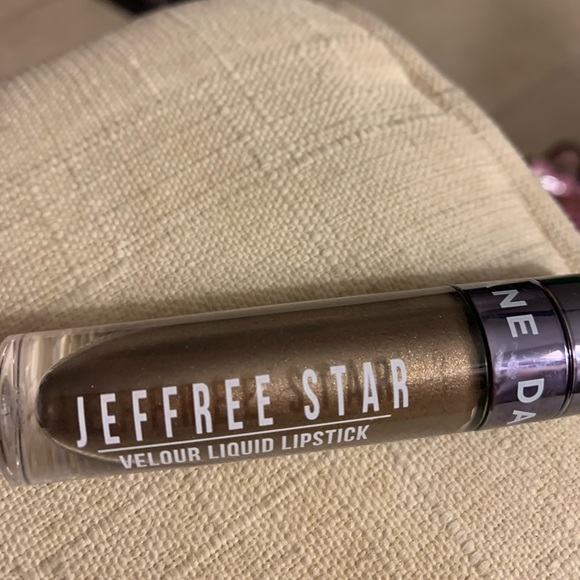 JEFFREE STAR
VELOUR LIQUID LIPSTICK
NE DA